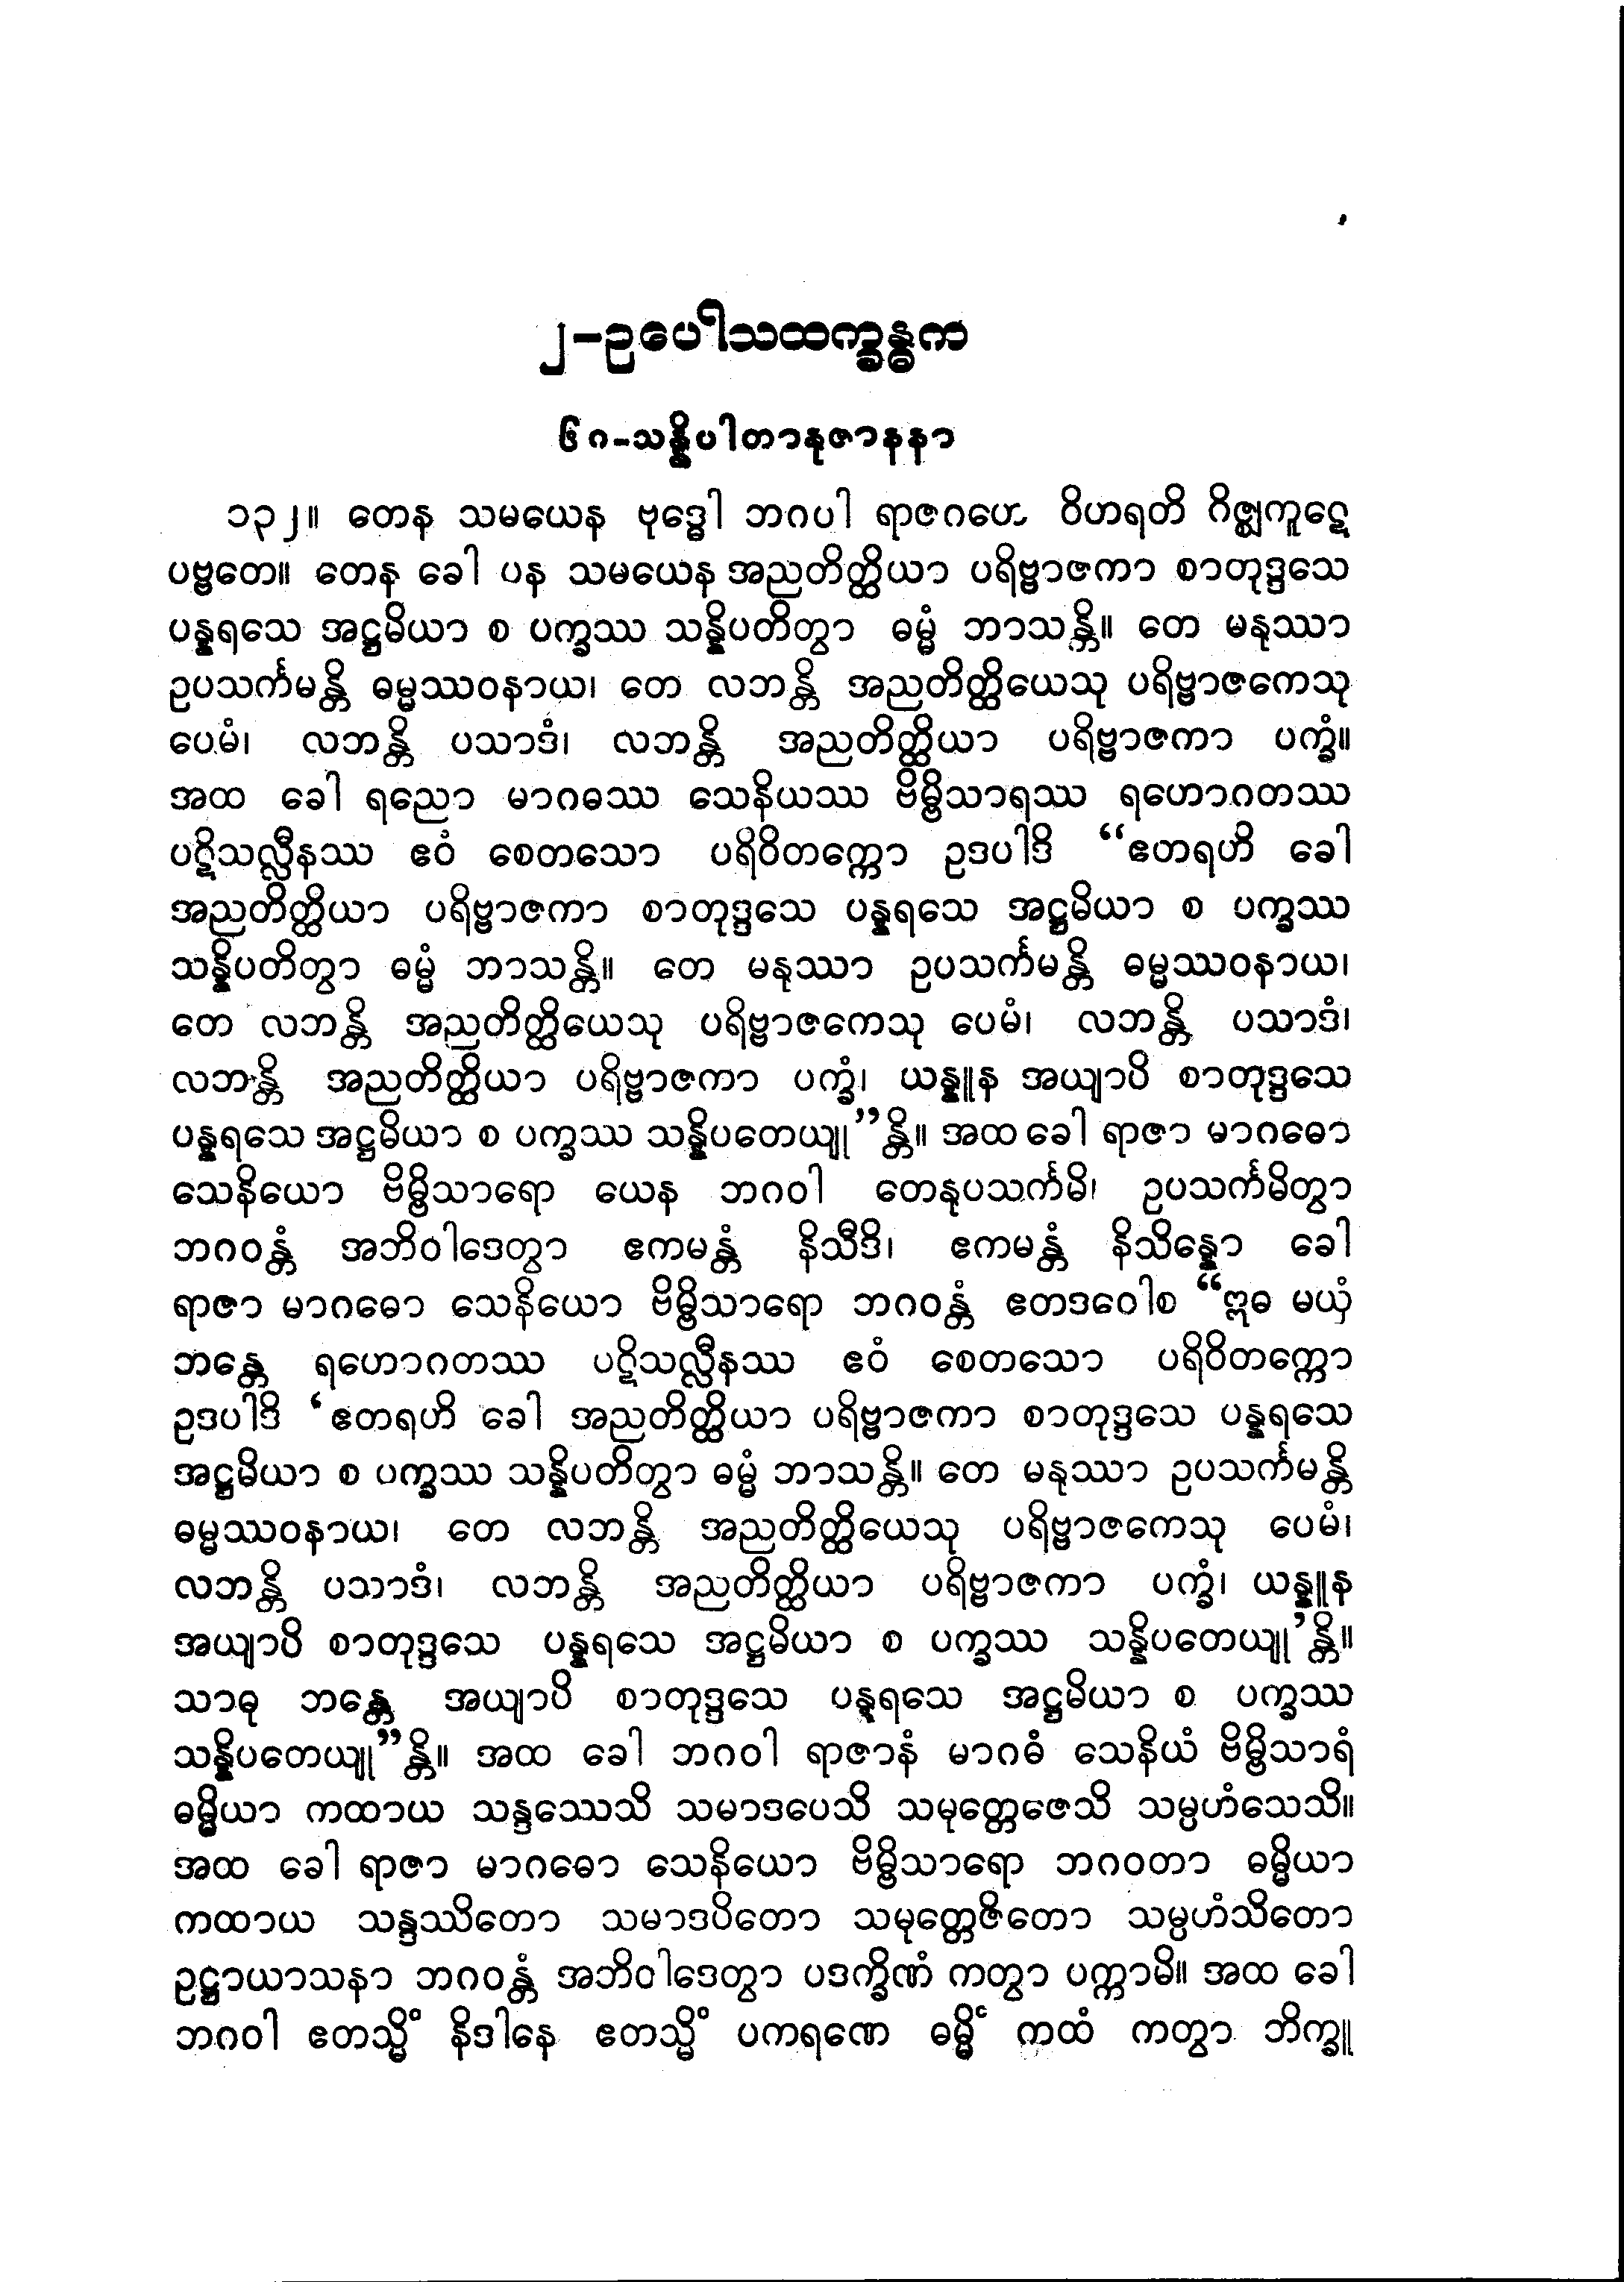 ၂-ဥပေါသထက္ခန္ဓက
၆ဂ-သန္နိပါတာနုဇာနနာ
၁၃၂။ တေန သမယေန ဗုဒ္ဓေါ ဘဂပါ ရာဇဂဟေ ဝိဟရတိ ဂိဇ္ဈကူဋေ
ပဗ္ဗတေ။ တေန ခေါ ပန သမယေန အညတိတ္ထိယာ ပရိဗ္ဗာဇကာ စာတုဒ္ဒသေ
ပန္နရသေ အဋ္ဌမိယာ စ ပက္ခဿ သန္နိပတိတွာ ဓမ္မံ ဘာသန္တိ။ တေ မနုဿာ
ဥပသင်္ကမန္တိ ဓမ္မဿဝနာယ၊ တေ လဘန္တိ အညတိတ္ထိယေသု ပရိဗ္ဗာဇကေသု
ပေမံ၊ လဘန္တိ ပသာဒံ၊ လဘန္တိ အညတိတ္ထိယာ ပရိဗ္ဗာဇကာ ပက္ခံ။
အထ ခေါ ရညော မာဂဓဿ သေနိယဿ ဗိမ္ဗိသာရဿ ရဟောဂတဿ
ပဋိသလ္လီနဿ ဧဝံ စေတသော ပရိဝိတက္ကော ဥဒပါဒိ “ဧတရဟိ ခေါ
အညတိတ္ထိယာ ပရိဗ္ဗာဇကာ စာတုဒ္ဒသေ ပန္နရသေ အဋ္ဌမိယာ စ ပက္ခဿ
သန္နိပတိတွာ ဓမ္မံ ဘာသန္တိ။ တေ မနုဿာ ဥပသင်္ကမန္တိ ဓမ္မဿဝနာယ၊
တေ လဘန္တိ အညတိတ္ထိယေသု ပရိဗ္ဗာဇကေသု ပေမံ၊ လဘန္တိ ပသာဒံ၊
လဘန္တိ အညတိတ္ထိယာ ပရိဗ္ဗာဇကာ ပက္ခံ၊ ယန္နူန အယျာပိ စာတုဒ္ဒသေ
ပန္နရသေ အဋ္ဌမိယာ စ ပက္ခဿ သန္နိပတေယျု”န္တိ။ အထ ခေါ ရာဇာ မာဂဓော
သေနိယော ဗိမ္ဗိသာရော ယေန ဘဂဝါ တေနုပသင်္ကမိ၊ ဥပသင်္ကမိတွာ
ဘဂဝန္တံ အဘိဝါဒေတွာ ဧကမန္တံ နိသီဒိ၊ ဧကမန္တံ နိသိန္နော ခေါ
ရာဇာ မာဂဓော သေနိယော ဗိမ္ဗိသာရော ဘဂဝန္တံ ဧတဒဝေါစ “ဣဓ မယှံ
ဘန္တေ ရဟောဂတဿ ပဋိသလ္လီနဿ ဧဝံ စေတသော ပရိဝိတက္ကော
ဥဒပါဒိ ‘ဧတရဟိ ခေါ အညတိတ္ထိယာ ပရိဗ္ဗာဇကာ စာတုဒ္ဒသေ ပန္နရသေ
အဋ္ဌမိယာ စ ပက္ခဿ သန္နိပတိတွာ ဓမ္မံ ဘာသန္တိ။ တေ မနုဿာ ဥပသင်္ကမန္တိ
ဓမ္မဿဝနာယ၊ တေ လဘန္တိ အညတိတ္ထိယေသု ပရိဗ္ဗာဇကေသု ပေမံ၊
လဘန္တိ ပသာဒံ၊ လဘန္တိ အညတိတ္ထိယာ ပရိဗ္ဗာဇကာ ပက္ခံ၊ ယန္နူန
အယျာပိ စာတုဒ္ဒသေ ပန္နရသေ အဋ္ဌမိယာ စ ပက္ခဿ သန္နိပတေယျု’န္တိ။
သာဓု ဘန္တေ အယျာပိ စာတုဒ္ဒသေ ပန္နရသေ အဋ္ဌမိယာ စ ပက္ခဿ
သန္နိပတေယျု”န္တိ။ အထ ခေါ ဘဂဝါ ရာဇာနံ မာဂဓံ သေနိယံ ဗိမ္ဗိသာရံ
ဓမ္မိယာ ကထာယ သန္ဒဿေသိ သမာဒပေသိ သမုတ္တေဇေသိ သမ္ပဟံသေသိ။
အထ ခေါ ရာဇာ မာဂဓော သေနိယော ဗိမ္ဗိသာရော ဘဂဝတာ ဓမ္မိယာ
ကထာယ သန္ဒဿိတော သမာဒပိတော သမုတ္တေဇိတော သမ္ပဟံသိတော
ဥဋ္ဌာယာသနာ ဘဂဝန္တံ အဘိဝါဒေတွာ ပဒက္ခိဏံ ကတွာ ပက္ကာမိ။ အထ ခေါ
ဘဂဝါ ဧတသ္မိံ နိဒါနေ ဧတသ္မိံ ပကရဏေ ဓမ္မိံ ကထံ ကတွာ ဘိက္ခူ